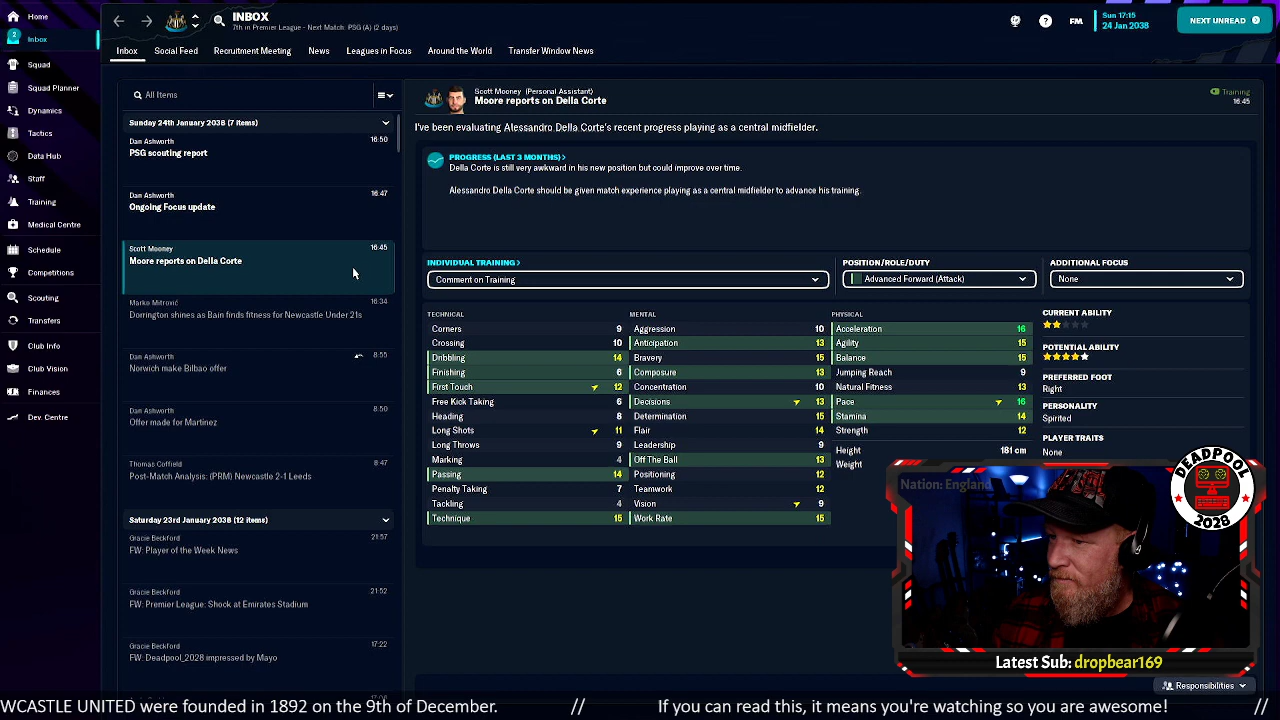 Home
INBOX
7th in Premier League - Next Match: PSG (A) (2 days)
FM
Sun 17:15
24 Jan 2038
NEXT UNREAD
2
Inbox
Squad
Squad Planner
Dynamics
Tactics
Data Hub
Staff
Training
Medical Centre
Schedule
Competitions
Scouting
Transfers
Club Info
Club Vision
Finances
Dev. Centre
Inbox
Social Feed
Recruitment Meeting
News
Leagues in Focus
Around the World
Transfer Window News
All Items
Sunday 24th January 2038 (7 items)
Dan Ashworth 16:50
PSG scouting report
Dan Ashworth 16:47
Ongoing Focus update
Scott Mooney 16:45
Moore reports on Della Corte
Marko Mitrović 16:34
Dorrington shines as Bain finds fitness for Newcastle Under 21s
Dan Ashworth 8:55
Norwich make Bilbao offer
Dan Ashworth 8:50
Offer made for Martínez
Thomas Coffield 8:47
Post-Match Analysis: (PRM) Newcastle 2-1 Leeds
Saturday 23rd January 2038 (12 items)
Gracie Beckford 21:57
FW: Player of the Week News
Gracie Beckford 21:52
FW: Premier League: Shock at Emirates Stadium
Gracie Beckford 17:22
FW: Deadpool_2028 impressed by Mayo
Scott Mooney (Personal Assistant)
Moore reports on Della Corte
Training
16:45
I've been evaluating Alessandro Della Corte's recent progress playing as a central midfielder.
PROGRESS (LAST 3 MONTHS) >
Della Corte is still very awkward in his new position but could improve over time.
Alessandro Della Corte should be given match experience playing as a central midfielder to advance his training.
INDIVIDUAL TRAINING >
Comment on Training
POSITION/ROLE/DUTY
Advanced Forward (Attack)
ADDITIONAL FOCUS
None
TECHNICAL
Corners 9
Crossing 10
Dribbling 14
Finishing 6
First Touch 12
Free Kick Taking 6
Heading 8
Long Shots 11
Long Throws 9
Marking 4
Passing 14
Penalty Taking 7
Tackling 4
Technique 15
MENTAL
Aggression 10
Anticipation 13
Bravery 15
Composure 13
Concentration 10
Decisions 13
Determination 15
Flair 14
Leadership 9
Off The Ball 13
Positioning 12
Teamwork 12
Vision 9
Work Rate 15
PHYSICAL
Acceleration 16
Agility 15
Balance 15
Jumping Reach 9
Natural Fitness 13
Pace 16
Stamina 14
Strength 12
Height 181 cm
Weight
CURRENT ABILITY
POTENTIAL ABILITY
PREFERRED FOOT
Right
PERSONALITY
Spirited
PLAYER TRAITS
None
Nation: England
DEADPOOL
2028
Latest Sub: dropbear169
Responsibilities
WCASTLE UNITED were founded in 1892 on the 9th of December. // If you can read this, it means you're watching so you are awesome! //